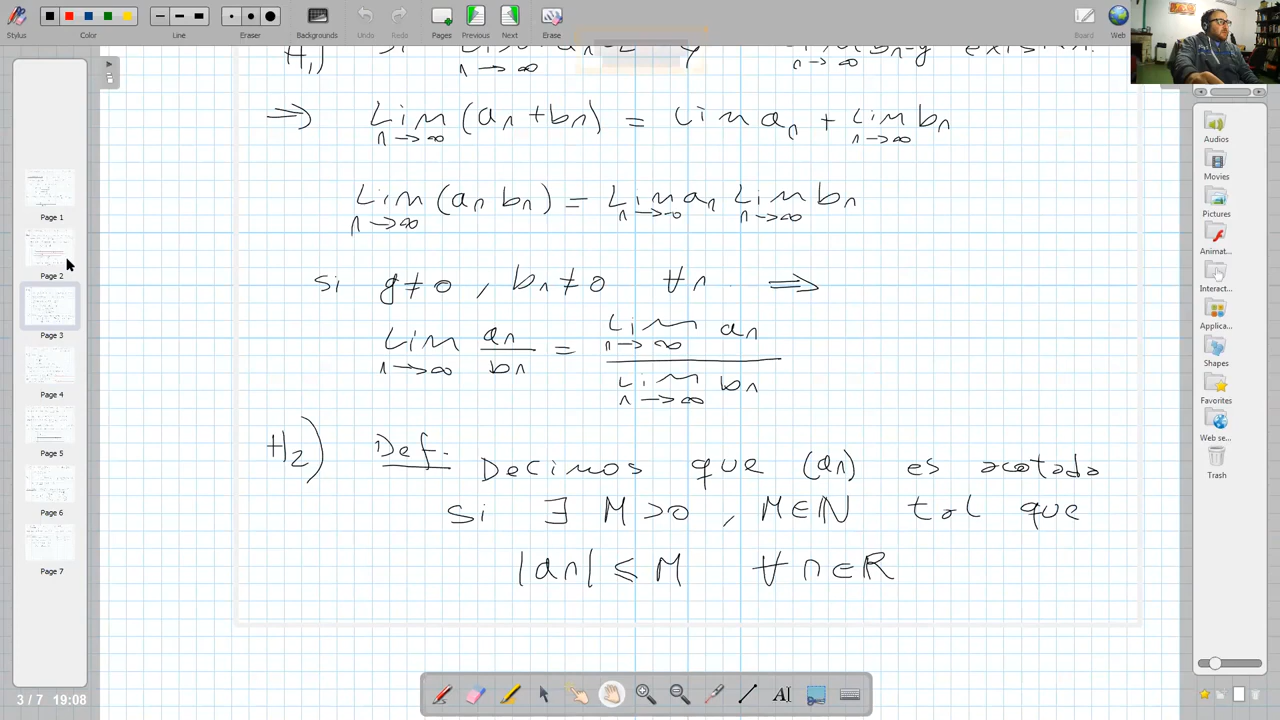 Stylus
Color
Line
Eraser
Backgrounds
Undo
Redo
Pages
Previous
Next
Erase
Board
Web
H₁) si
n → ∞
y
n → ∞
⇒ Lim (an + bn) = Lim an + Lim bn
n → ∞ n → ∞
Lim (an bn) = Lim an Lim bn
n → ∞ n → ∞ n → ∞
si g ≠ 0 , bn ≠ 0 ∀ n ⇒
Lim an/bn = Lim an / Lim bn
n → ∞ n → ∞ n → ∞
H₂) Def. Decimos que (an) es acotada
si ∃ M > 0 , M ∈ ℕ tal que
|an| ≤ M ∀ n ∈ R
Page 1
Page 2
Page 3
Page 4
Page 5
Page 6
Page 7
3 / 7 19:08
Audios
Movies
Pictures
Animat...
Interact...
Applica...
Shapes
Favorites
Web se...
Trash